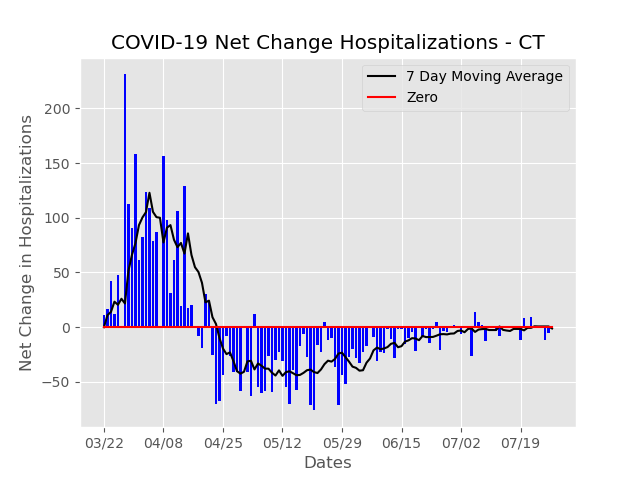 COVID-19 Net Change Hospitalizations - CT
7 Day Moving Average
Zero
Net Change in Hospitalizations
200
150
100
50
0
−50
03/22 04/08 04/25 05/12 05/29 06/15 07/02 07/19
Dates